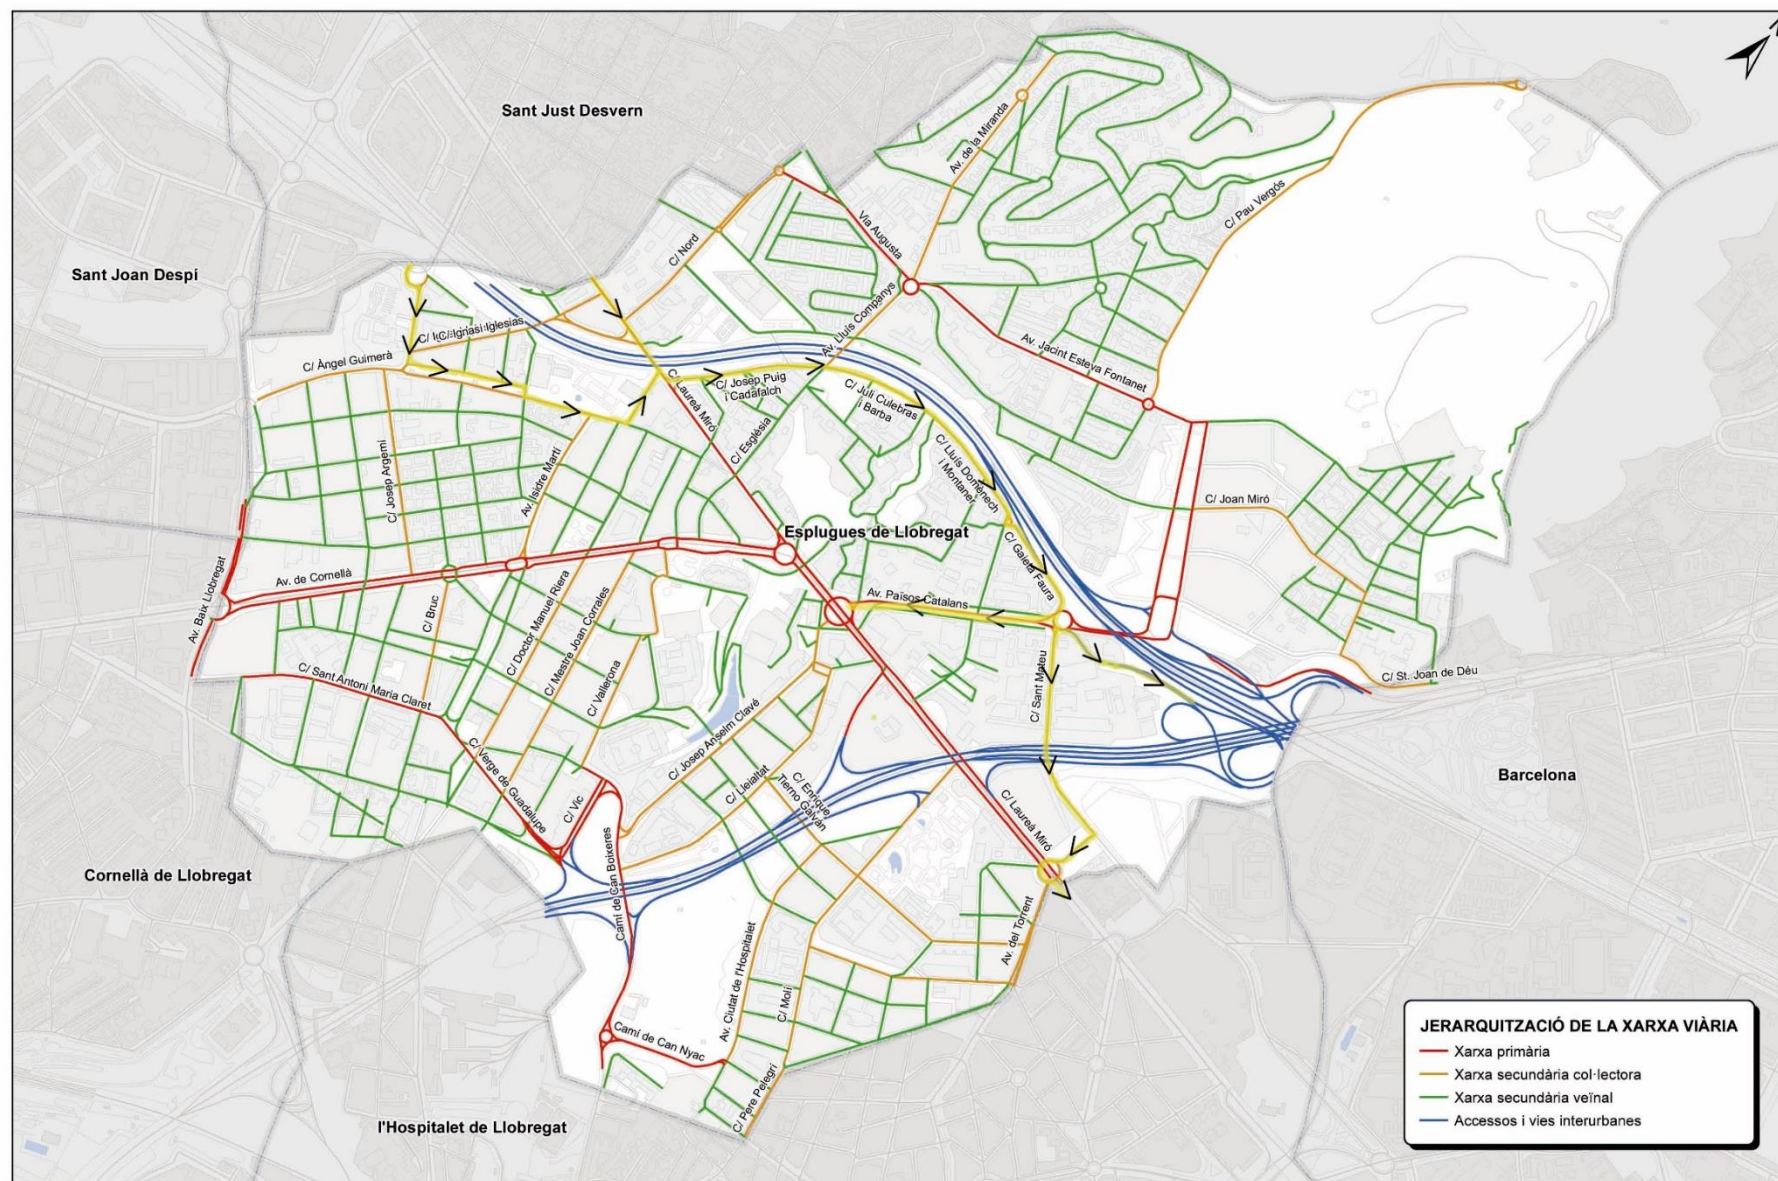 Sant Just Desvern
Av. de la Miranda
C/ Pau Vergós
Via Augusta
C/ Nord
Sant Joan Despí
Av. Lluís Companys
C/ Ignasi Iglesias
C/ Àngel Guimerà
Av. Jacint Esteva Fontanet
C/ Josep Puig
i Cadafalch
C/ Juli Culebras
i Barba
C/ Laureà Miró
C/ Església
C/ Lluís Domènech
i Montaner
C/ Josep Argemí
Av. Isidre Martí
C/ Joan Miró
Esplugues de Llobregat
C/ Gaietà Faura
Av. de Cornellà
Av. Baix Llobregat
Av. Països Catalans
C/ Bruc
C/ Doctor Manuel Riera
C/ Mestre Joan Corrales
C/ Vallerona
C/ Sant Antoni Maria Claret
C/ Sant Mateu
C/ St. Joan de Déu
C/ Josep Anselm Clavé
C/ Verge de Guadalupe
C/ Lleialtat
C/ Enrique
Tierno Galván
Barcelona
C/ Vic
C/ Laureà Miró
Camí de Can Boixeres
Cornellà de Llobregat
Av. del Torrent
Av. Ciutat de l'Hospitalet
C/ Molí
Camí de Can Nyac
C/ Pere Pelegrí
l'Hospitalet de Llobregat
JERARQUITZACIÓ DE LA XARXA VIÀRIA
Xarxa primària
Xarxa secundària col·lectora
Xarxa secundària veïnal
Accessos i vies interurbanes